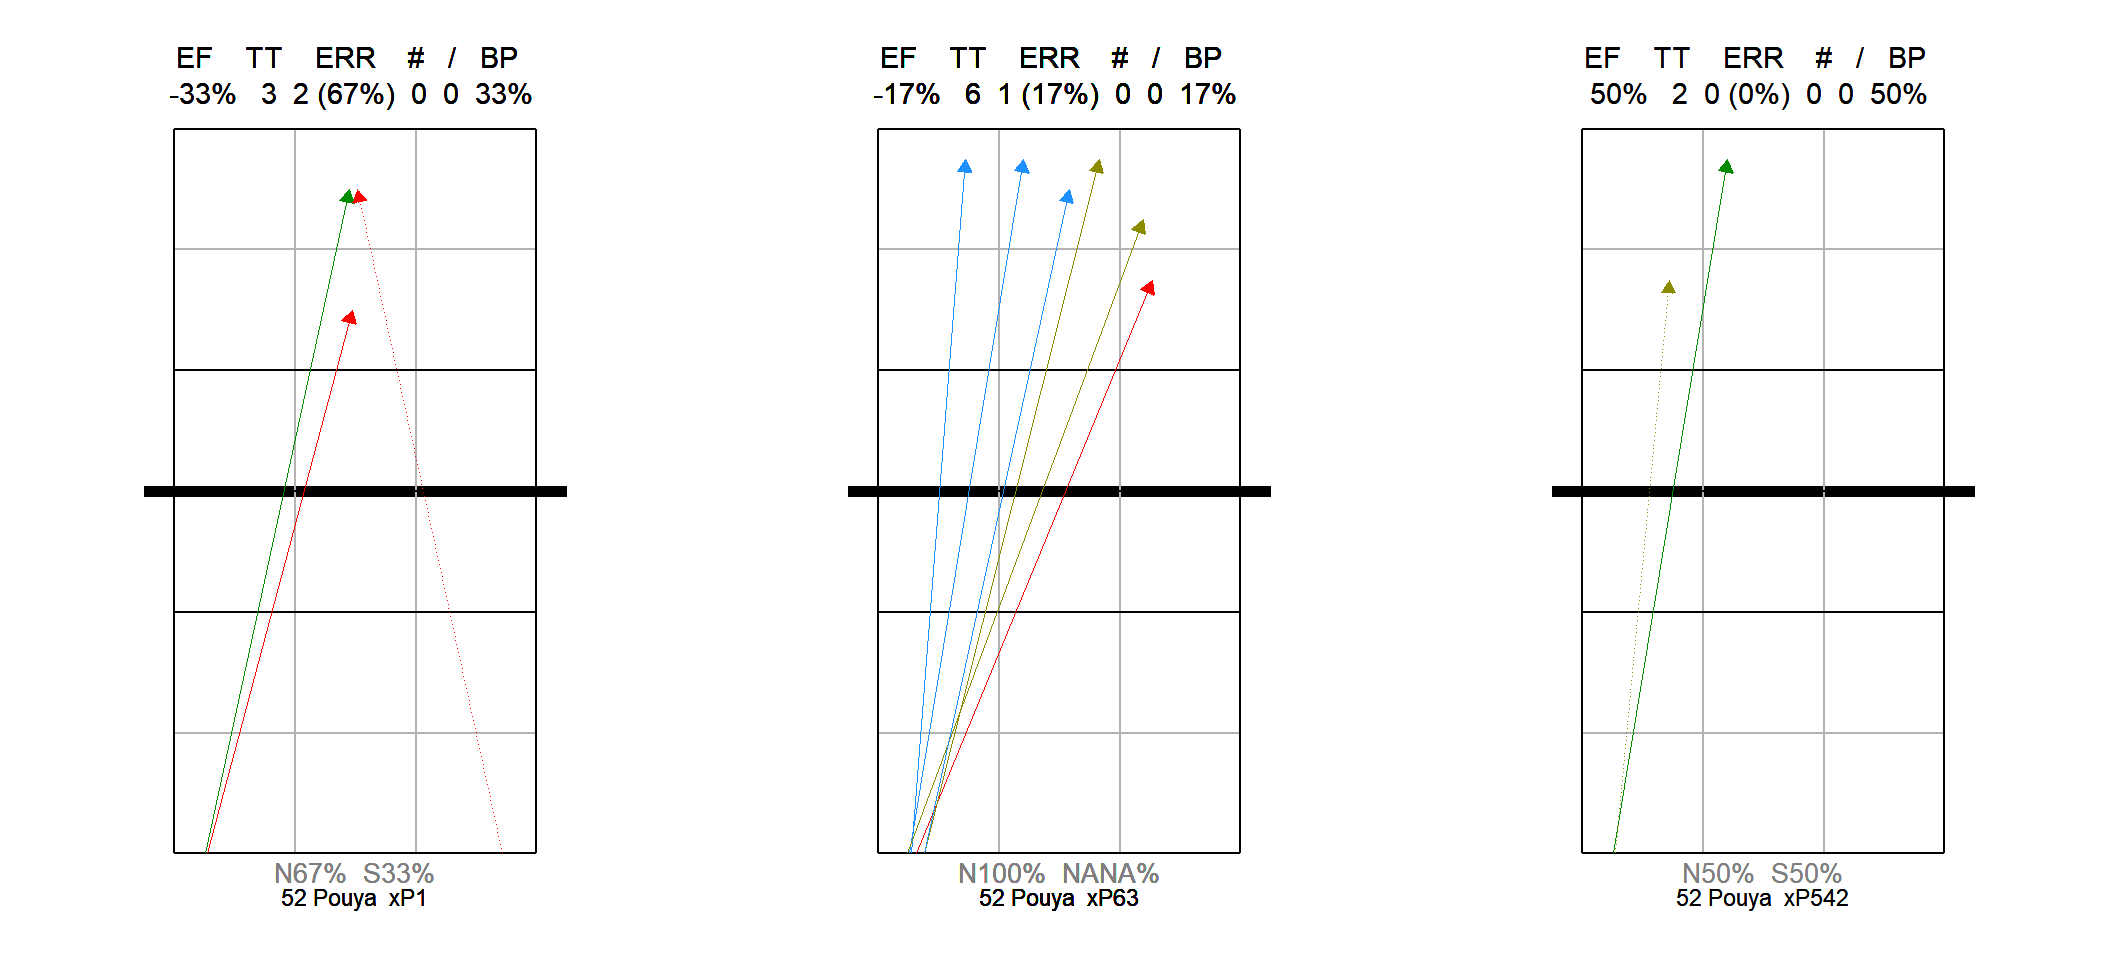 EF TT ERR # / BP
-33% 3 2 (67%) 0 0 33%
N67% S33%
52 Pouya xP1
EF TT ERR # / BP
-17% 6 1 (17%) 0 0 17%
N100% NANA%
52 Pouya xP63
EF TT ERR # / BP
50% 2 0 (0%) 0 0 50%
N50% S50%
52 Pouya xP542